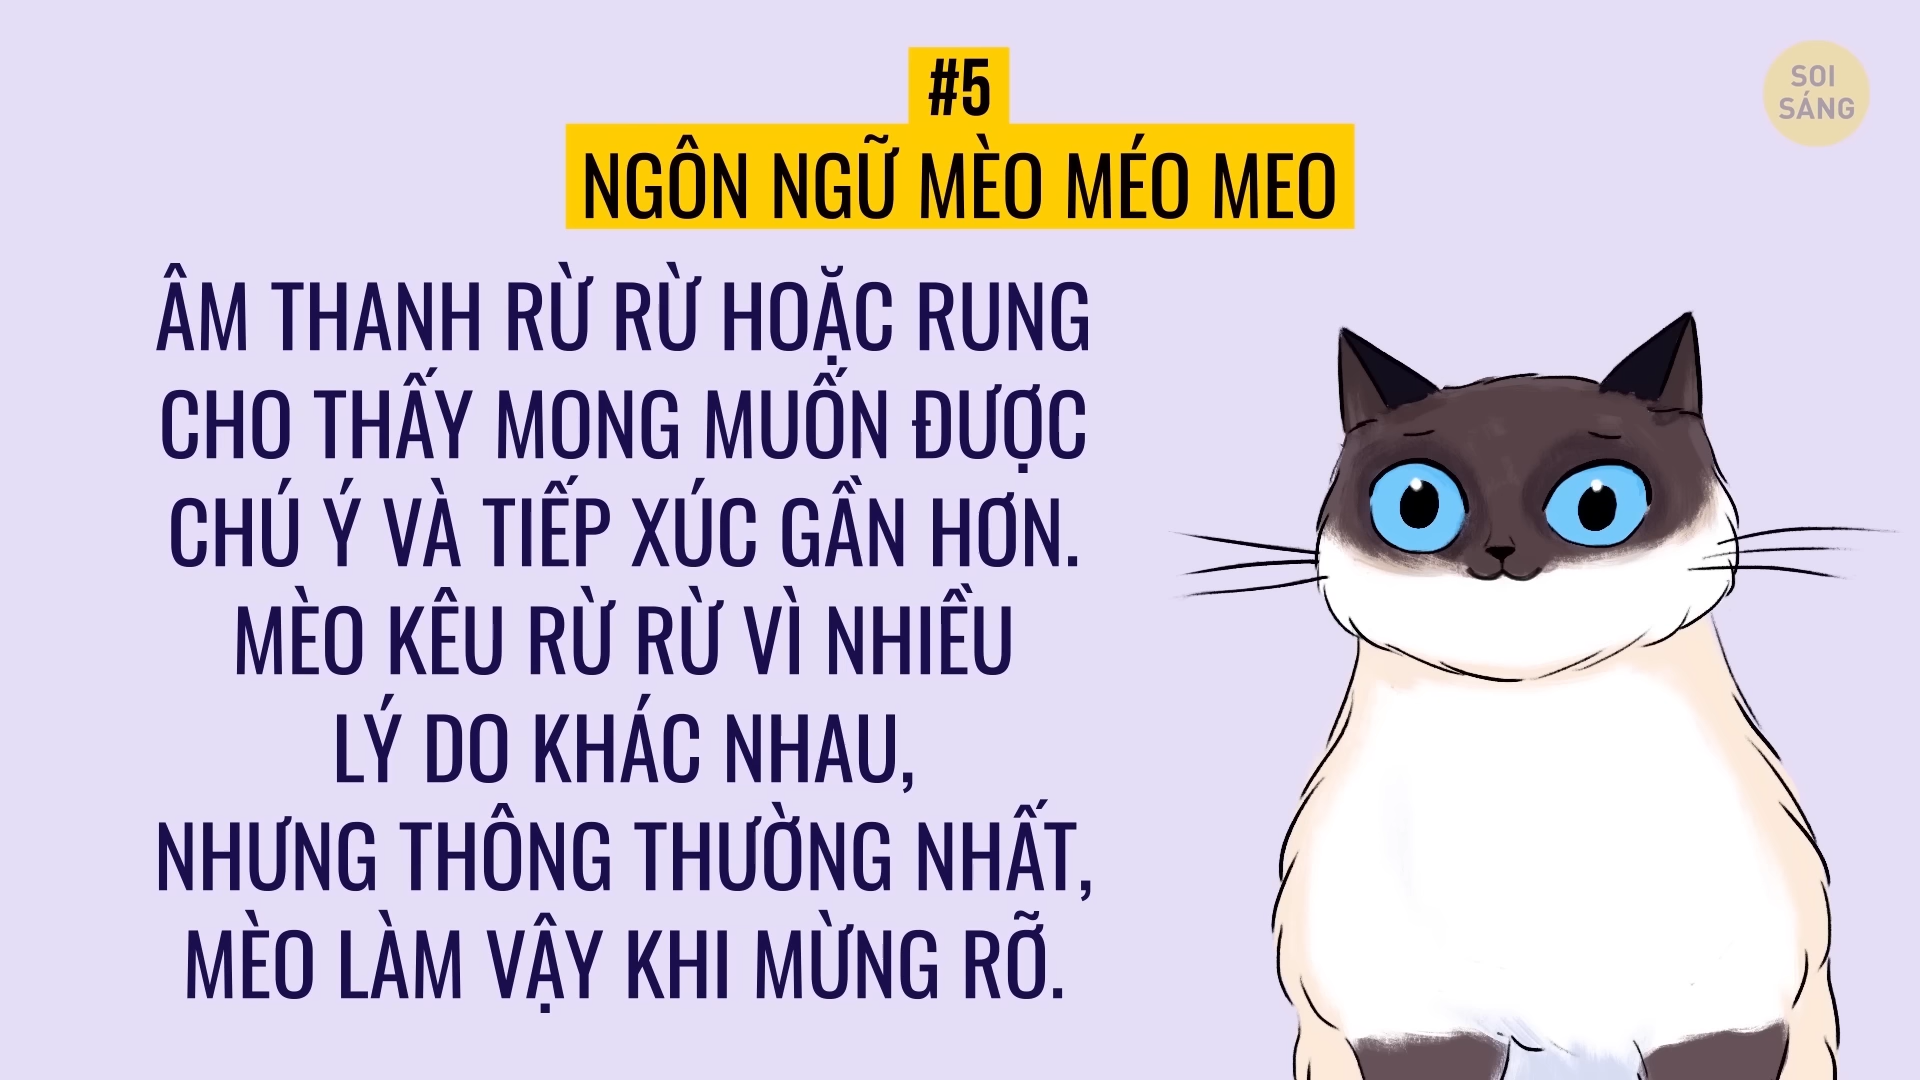 #5
NGÔN NGỮ MÈO MÉO MEO
SOI
SÁNG
ÂM THANH RỪ RỪ HOẶC RUNG
CHO THẤY MONG MUỐN ĐƯỢC
CHÚ Ý VÀ TIẾP XÚC GẦN HƠN.
MÈO KÊU RỪ RỪ VÌ NHIỀU
LÝ DO KHÁC NHAU,
NHƯNG THÔNG THƯỜNG NHẤT,
MÈO LÀM VẬY KHI MỪNG RỠ.